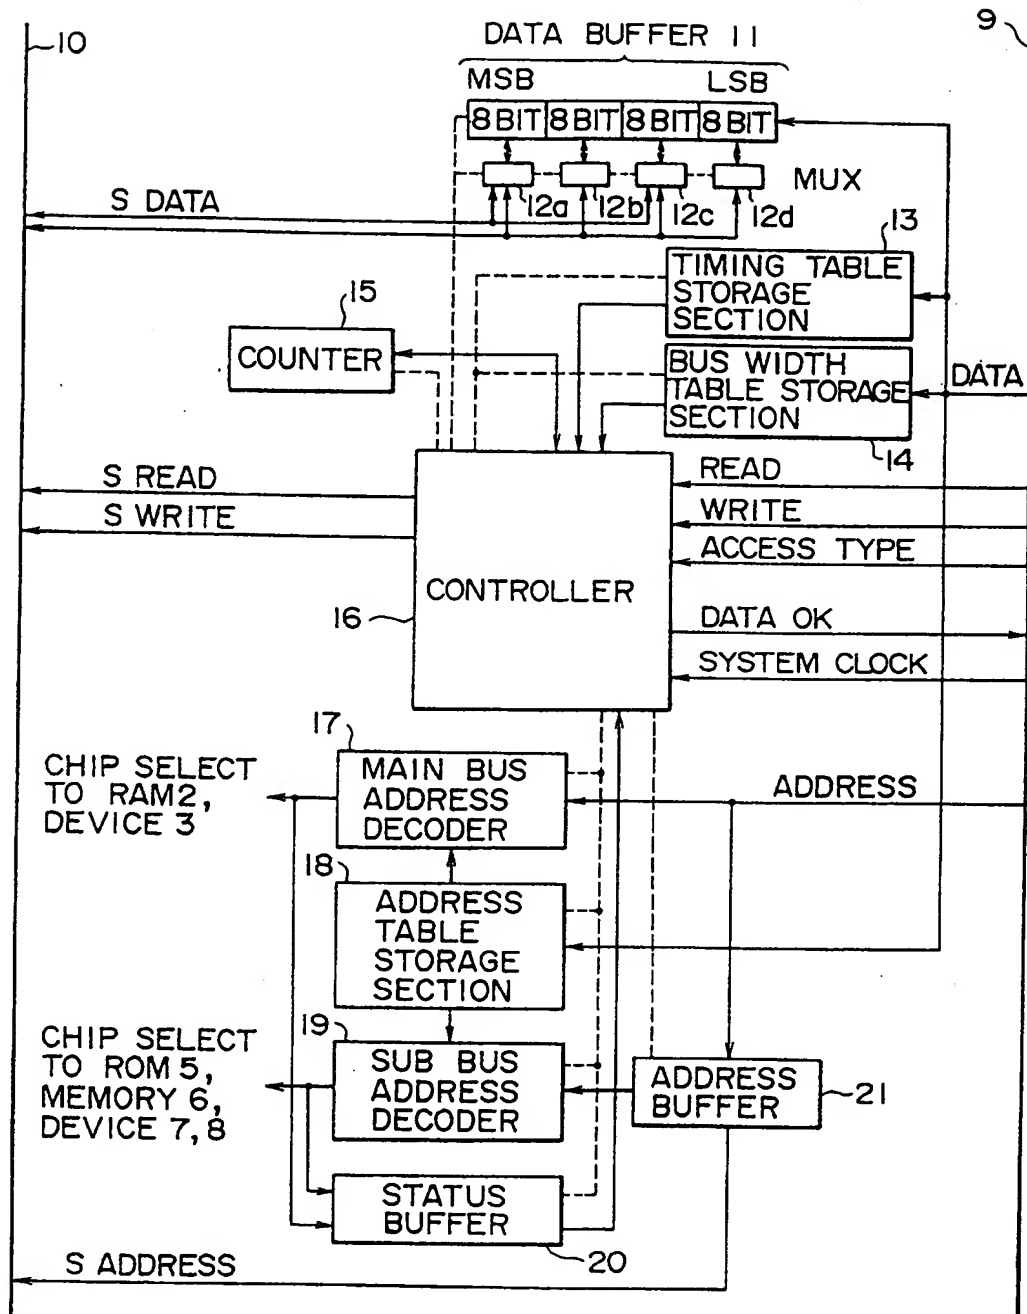 10
9
DATA BUFFER 11
MSB
LSB
8 BIT
8 BIT
8 BIT
8 BIT
MUX
12a
12b
12c
12d
S DATA
13
TIMING TABLE
STORAGE
SECTION
15
COUNTER
BUS WIDTH
TABLE STORAGE
SECTION
DATA
14
S READ
READ
S WRITE
WRITE
ACCESS TYPE
CONTROLLER
16
DATA OK
SYSTEM CLOCK
17
CHIP SELECT
TO RAM2,
DEVICE 3
MAIN BUS
ADDRESS
DECODER
ADDRESS
18
ADDRESS
TABLE
STORAGE
SECTION
19
CHIP SELECT
TO ROM 5,
MEMORY 6,
DEVICE 7, 8
SUB BUS
ADDRESS
DECODER
ADDRESS
BUFFER
21
STATUS
BUFFER
20
S ADDRESS